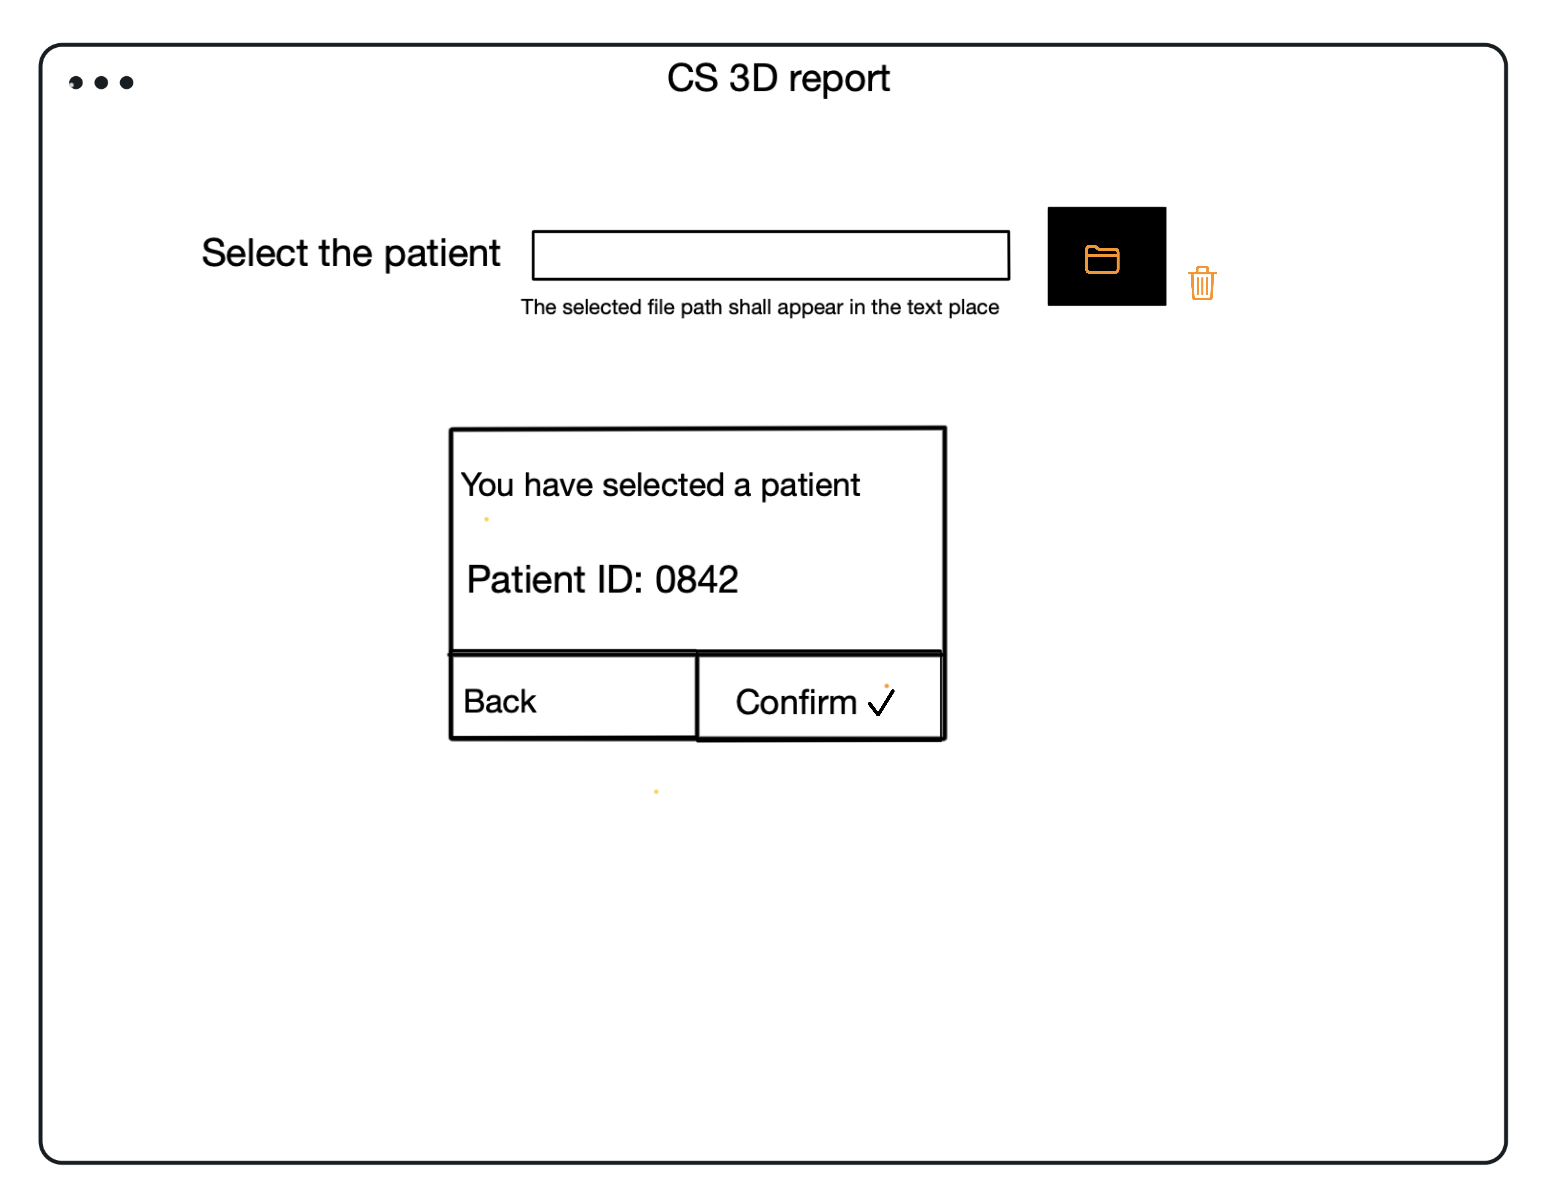 CS 3D report
Select the patient
The selected file path shall appear in the text place
You have selected a patient
Patient ID: 0842
Back
Confirm ✓